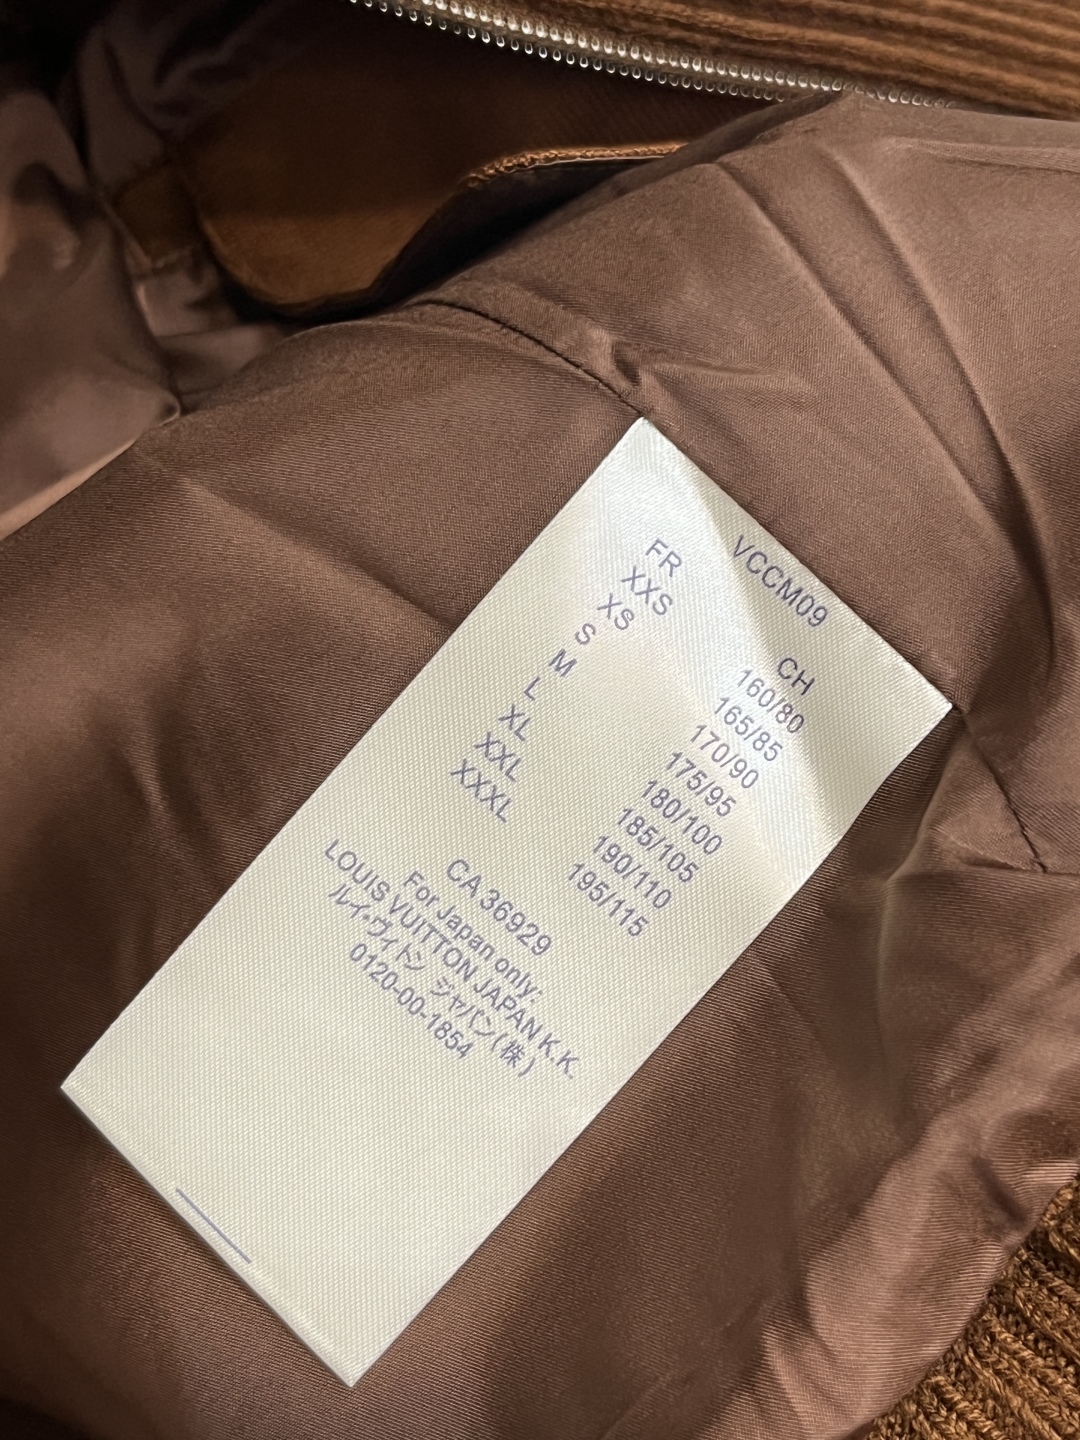 VCCM09
FR CH
XXS 160/80
XS 165/85
S 170/90
M 175/95
L 180/100
XL 185/105
XXL 190/110
XXXL 195/115
CA 36929
For Japan only:
LOUIS VUITTON JAPAN K.K.
ルイ・ヴィトン ジャパン(株)
0120-00-1854